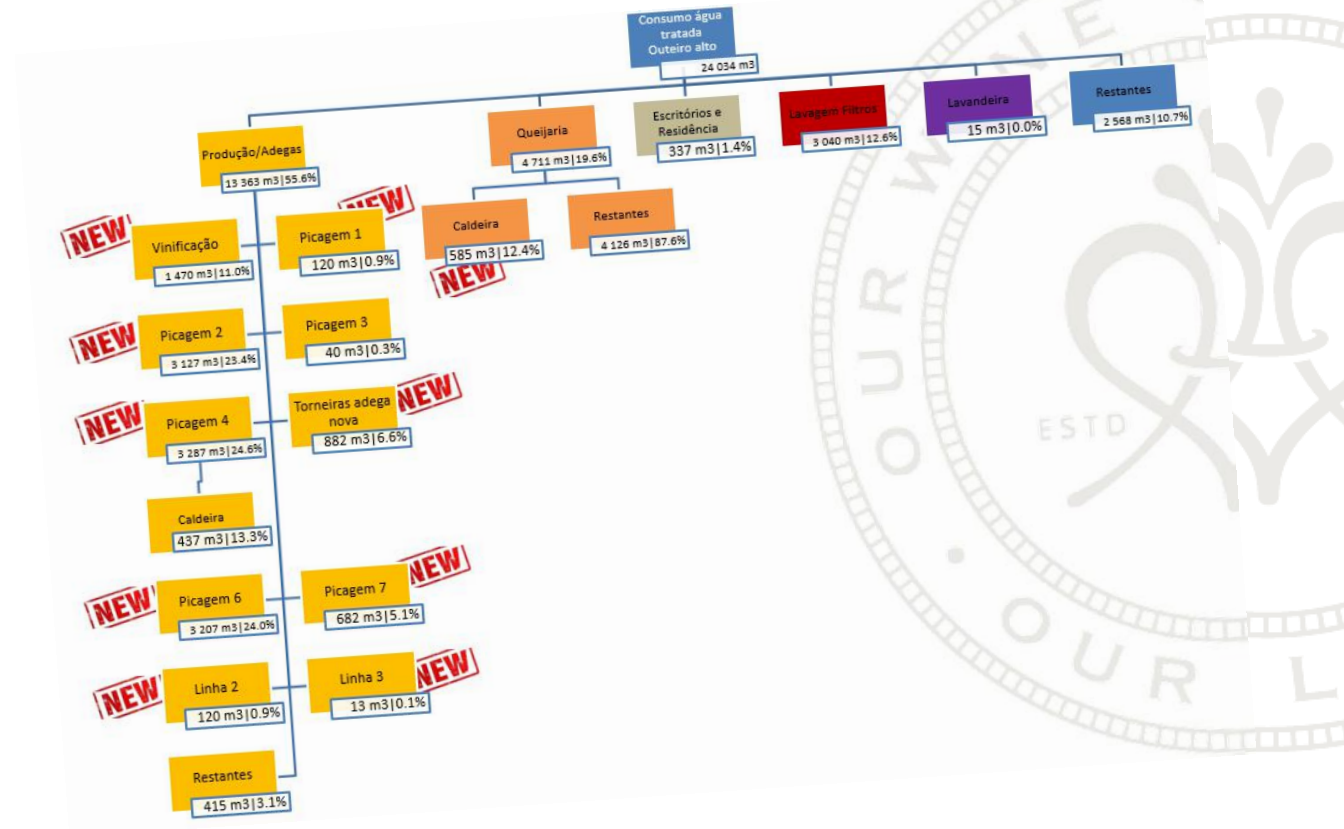 Consumo água
tratada
Outeiro alto
24 034 m3
Produção/Adegas
13 363 m3|55.6%
Queijaria
4 711 m3|19.6%
Escritórios e
Residência
337 m3|1.4%
Lavagem Filtros
3 040 m3|12.6%
Lavandeira
15 m3|0.0%
Restantes
2 568 m3|10.7%
NEW
Vinificação
1 470 m3|11.0%
NEW
Picagem 1
120 m3|0.9%
Caldeira
585 m3|12.4%
NEW
Restantes
4 126 m3|87.6%
NEW
Picagem 2
3 127 m3|23.4%
Picagem 3
40 m3|0.3%
NEW
Picagem 4
3 287 m3|24.6%
Torneiras adega
nova
882 m3|6.6%
NEW
Caldeira
437 m3|13.3%
NEW
Picagem 6
3 207 m3|24.0%
Picagem 7
682 m3|5.1%
NEW
NEW
Linha 2
120 m3|0.9%
Linha 3
13 m3|0.1%
NEW
Restantes
415 m3|3.1%
OUR WINE
ESTD
OUR L